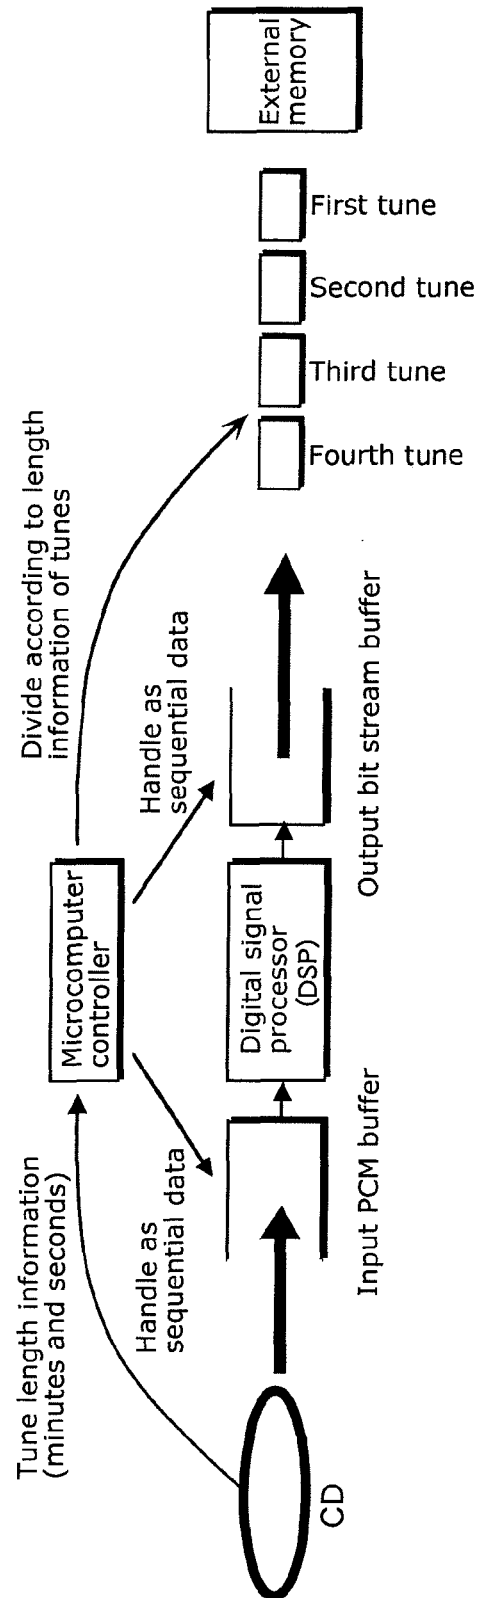 Tune length information
(minutes and seconds)
Microcomputer
controller
Divide according to length
information of tunes
Handle as
sequential data
Handle as
sequential data
CD
Input PCM buffer
Digital signal
processor
(DSP)
Output bit stream buffer
Fourth tune
Third tune
Second tune
First tune
External
memory